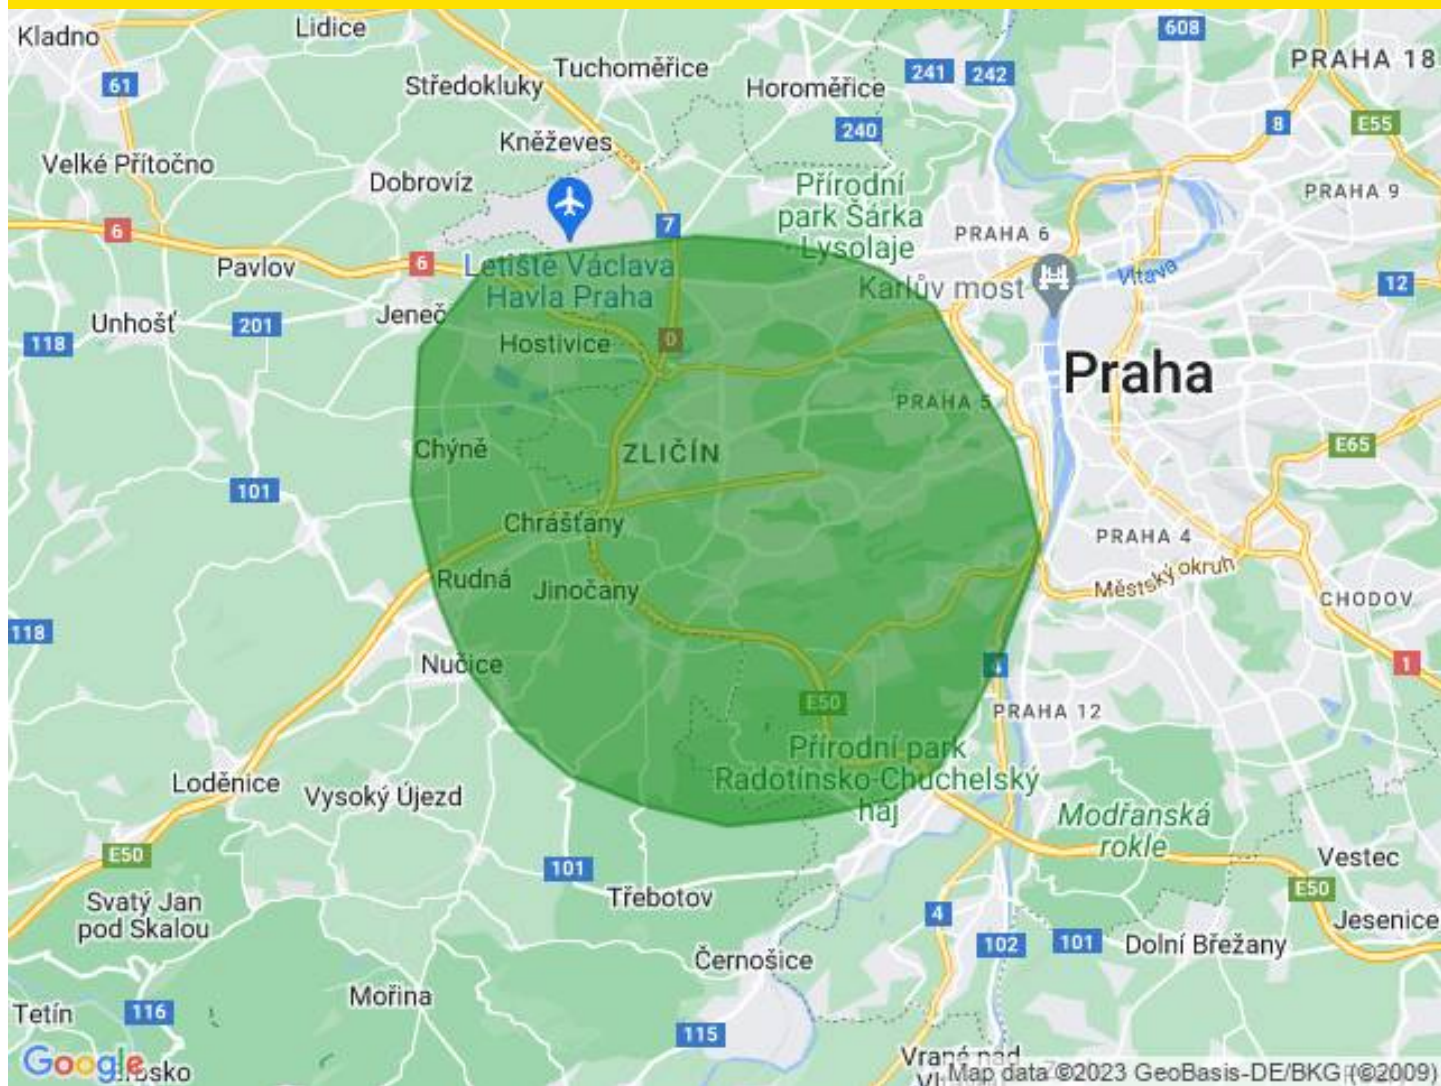 Kladno
Lidice
608
PRAHA 18
61
Středokluky
Tuchoměřice
Horoměřice
241
242
Kněževes
240
8
E55
Velké Přítočno
Dobrovíz
Přírodní
park Šárka
Lysolaje
PRAHA 9
6
7
PRAHA 6
Pavlov
6
Letiště Václava
Havla Praha
Karlův most
Vltava
12
Unhošť
201
Jeneč
118
Hostivice
0
Praha
PRAHA 5
Chýně
ZLIČÍN
E65
101
Chrášťany
PRAHA 4
Rudná
Jinočany
Městský okruh
CHODOV
118
Nučice
4
1
E50
PRAHA 12
Přírodní park
Radotínsko-Chuchelský
háj
Loděnice
Vysoký Újezd
Modřanská
rokle
E50
101
Vestec
Svatý Jan
pod Skalou
Třebotov
E50
4
Jesenice
102
101
Dolní Břežany
Černošice
Mořina
Tetín
116
115
Google
Vrané nad
Map data ©2023 GeoBasis-DE/BKG (©2009)